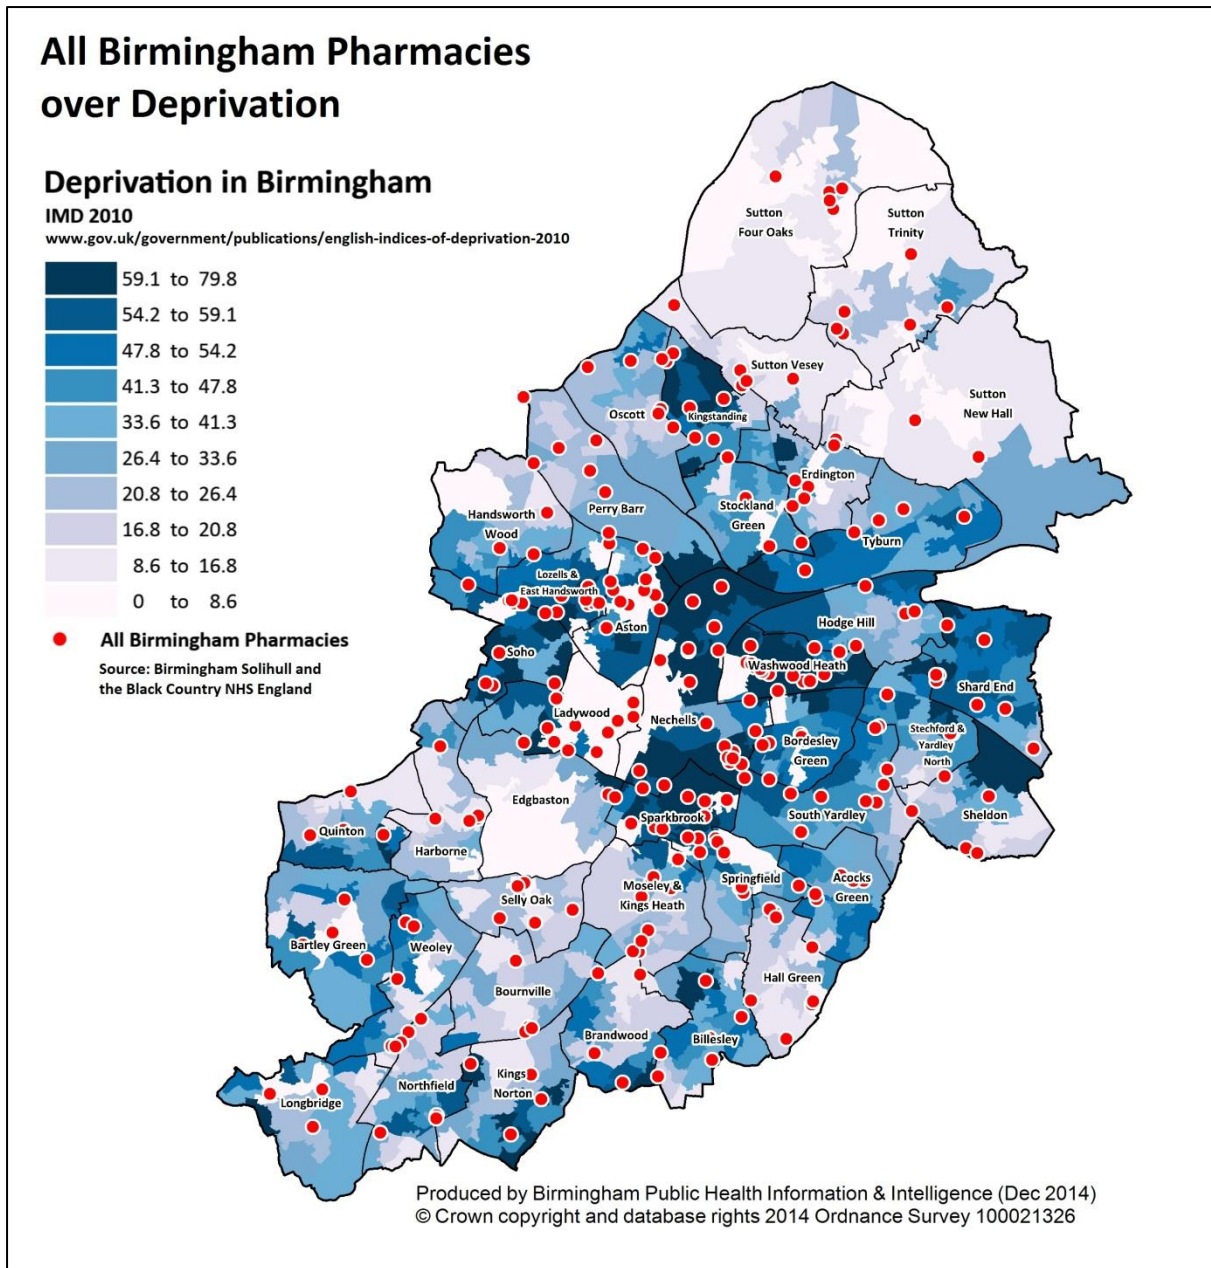 All Birmingham Pharmacies
over Deprivation
Deprivation in Birmingham
IMD 2010
www.gov.uk/government/publications/english-indices-of-deprivation-2010
59.1 to 79.8
54.2 to 59.1
47.8 to 54.2
41.3 to 47.8
33.6 to 41.3
26.4 to 33.6
20.8 to 26.4
16.8 to 20.8
8.6 to 16.8
0 to 8.6
All Birmingham Pharmacies
Source: Birmingham Solihull and
the Black Country NHS England
Sutton
Four Oaks
Sutton
Trinity
Sutton Vesey
Sutton
New Hall
Oscott
Kingstanding
Erdington
Stockland
Green
Perry Barr
Handsworth
Wood
Tyburn
Lozells &
East Handsworth
Aston
Hodge Hill
Soho
Washwood Heath
Shard End
Ladywood
Nechells
Bordesley
Green
Stechford &
Yardley
North
Edgbaston
Sparkbrook
South Yardley
Sheldon
Quinton
Harborne
Springfield
Acocks
Green
Moseley &
Kings Heath
Selly Oak
Bartley Green
Weoley
Hall Green
Bournville
Brandwood
Billesley
Kings
Norton
Northfield
Longbridge
Produced by Birmingham Public Health Information & Intelligence (Dec 2014)
© Crown copyright and database rights 2014 Ordnance Survey 100021326